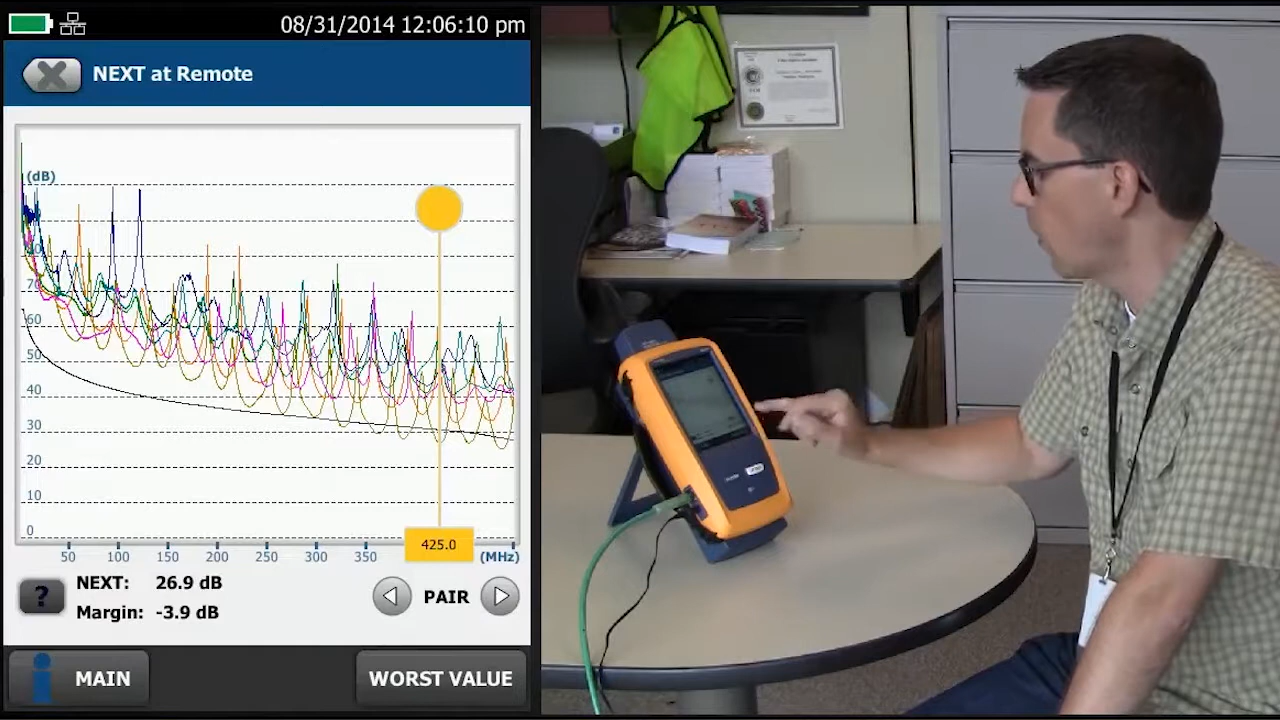 08/31/2014 12:06:10 pm
NEXT at Remote
(dB)
70
60
50
40
30
20
10
0
50 100 150 200 250 300 350 425.0 (MHz)
NEXT: 26.9 dB
Margin: -3.9 dB
? PAIR
MAIN
WORST VALUE